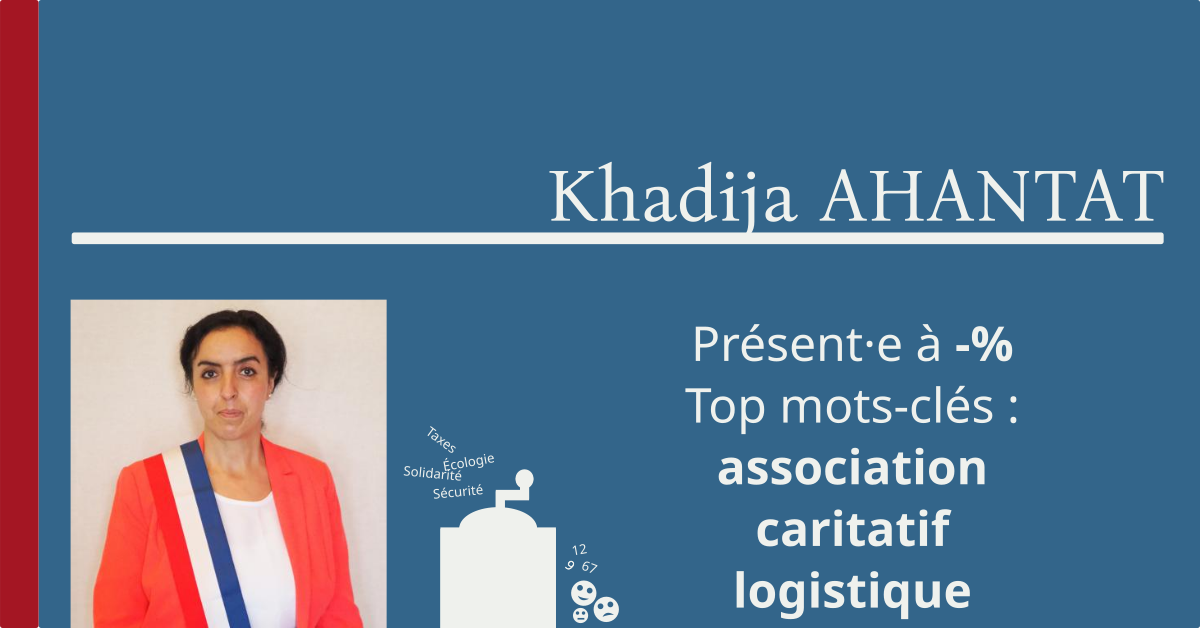 Khadija AHANTAT
Présent·e à -%
Top mots-clés :
association
caritatif
logistique
Taxes
Écologie
Solidarité
Sécurité
12
9 67